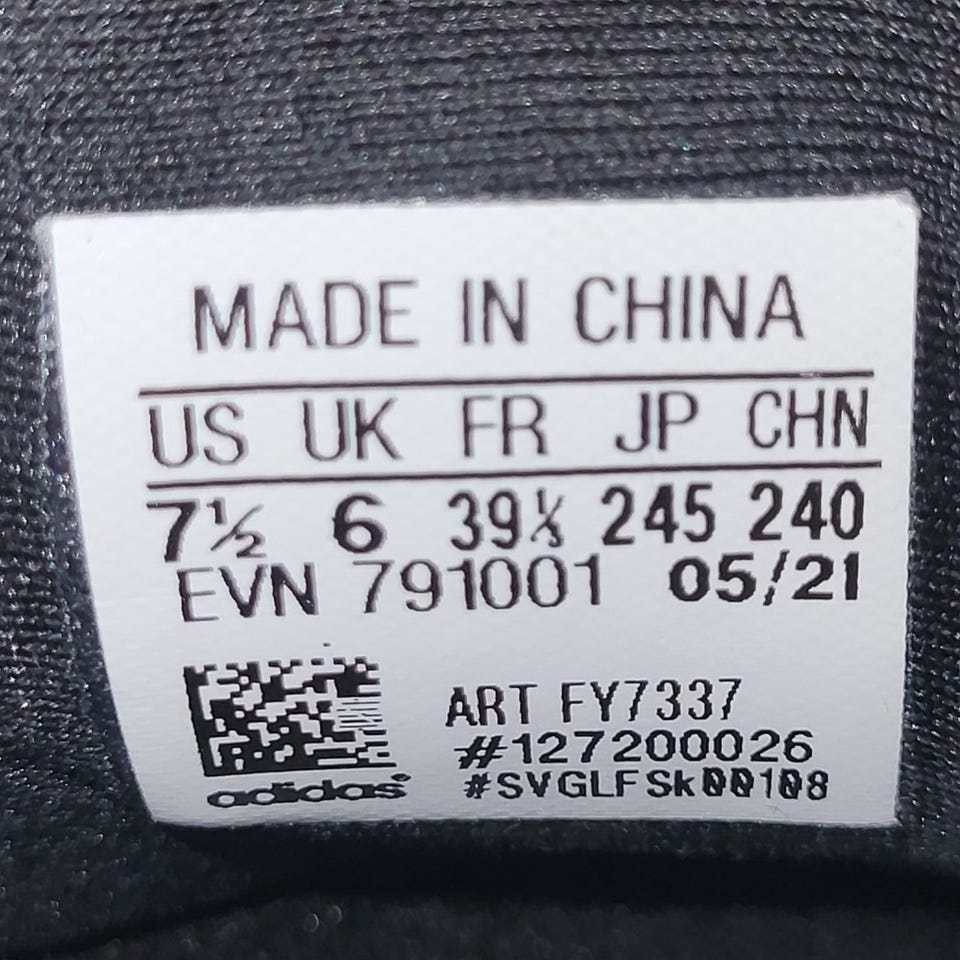 MADE IN CHINA
US UK FR JP CHN
7½ 6 39⅓ 245 240
EVN 791001 05/21
ART FY7337
#127200026
#SVGLFSk00108
adidas®